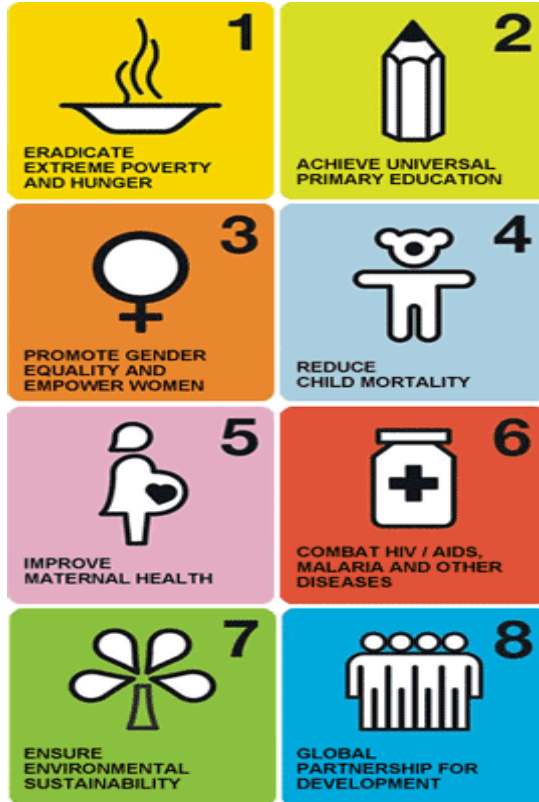 1
ERADICATE
EXTREME POVERTY
AND HUNGER
2
ACHIEVE UNIVERSAL
PRIMARY EDUCATION
3
PROMOTE GENDER
EQUALITY AND
EMPOWER WOMEN
4
REDUCE
CHILD MORTALITY
5
IMPROVE
MATERNAL HEALTH
6
COMBAT HIV / AIDS,
MALARIA AND OTHER
DISEASES
7
ENSURE
ENVIRONMENTAL
SUSTAINABILITY
8
GLOBAL
PARTNERSHIP FOR
DEVELOPMENT